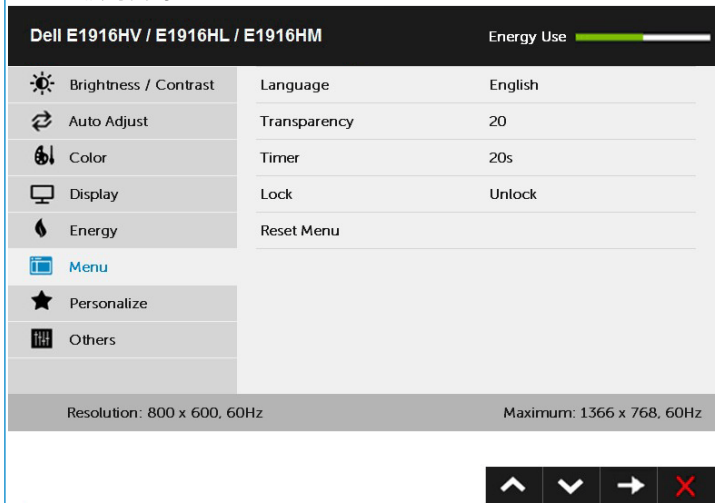 Dell E1916HV / E1916HL / E1916HM Energy Use
Brightness / Contrast Language English
Auto Adjust Transparency 20
Color Timer 20s
Display Lock Unlock
Energy Reset Menu
Menu
Personalize
Others
Resolution: 800 x 600, 60Hz Maximum: 1366 x 768, 60Hz